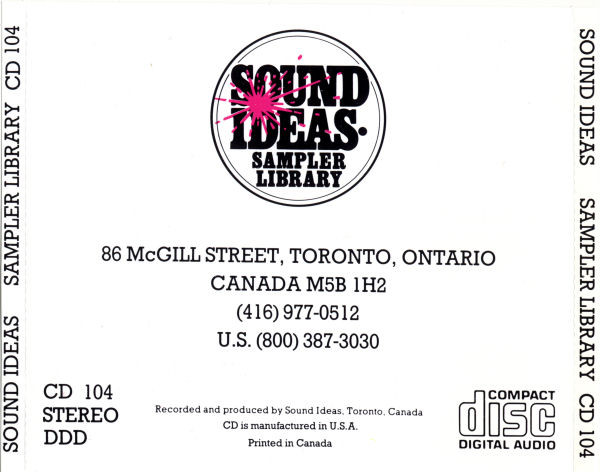 SOUND IDEAS SAMPLER LIBRARY CD 104
SOUND
IDEAS.
SAMPLER
LIBRARY
86 McGILL STREET, TORONTO, ONTARIO
CANADA M5B 1H2
(416) 977-0512
U.S. (800) 387-3030
CD 104
STEREO
DDD
Recorded and produced by Sound Ideas, Toronto, Canada
CD is manufactured in U.S.A.
Printed in Canada
COMPACT
disc
DIGITAL AUDIO
SOUND IDEAS SAMPLER LIBRARY CD 104